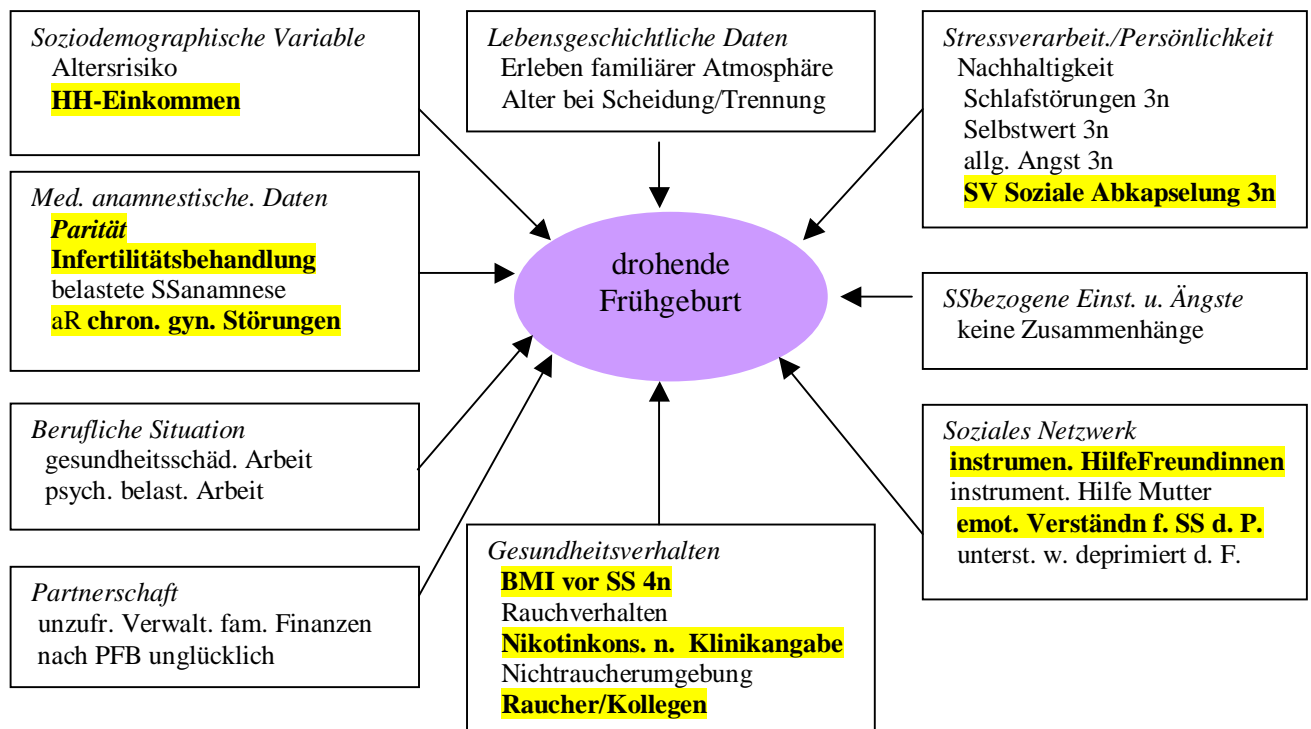 Soziodemographische Variable
Altersrisiko
HH-Einkommen
Lebensgeschichtliche Daten
Erleben familiärer Atmosphäre
Alter bei Scheidung/Trennung
Stressverarbeit./Persönlichkeit
Nachhaltigkeit
Schlafstörungen 3n
Selbstwert 3n
allg. Angst 3n
SV Soziale Abkapselung 3n
Med. anamnestische. Daten
Parität
Infertilitätsbehandlung
belastete SSanamnese
aR chron. gyn. Störungen
drohende
Frühgeburt
SSbezogene Einst. u. Ängste
keine Zusammenhänge
Berufliche Situation
gesundheitsschäd. Arbeit
psych. belast. Arbeit
Soziales Netzwerk
instrumen. HilfeFreundinnen
instrument. Hilfe Mutter
emot. Verständn f. SS d. P.
unterst. w. deprimiert d. F.
Partnerschaft
unzufr. Verwalt. fam. Finanzen
nach PFB unglücklich
Gesundheitsverhalten
BMI vor SS 4n
Rauchverhalten
Nikotinkons. n. Klinikangabe
Nichtraucherumgebung
Raucher/Kollegen